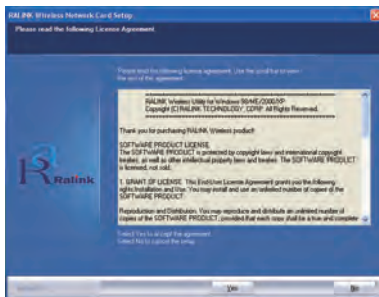 RALINK Wireless Network Card Setup
Please read the following License Agreement.
Please read the following license agreement. Use the scroll bar to view
the rest of the agreement.
RALINK Wireless Utility for Windows 98/ME/2000/XP
Copyright (C) RALINK TECHNOLOGY, CORP. All Rights Reserved.
Thank you for purchasing RALINK Wireless product!
SOFTWARE PRODUCT LICENSE
The SOFTWARE PRODUCT is protected by copyright laws and international copyright
treaties, as well as other intellectual property laws and treaties. The SOFTWARE PRODUCT
is licensed, not sold.
1. GRANT OF LICENSE. This End-User License Agreement grants you the following
rights:Installation and Use. You may install and use an unlimited number of copies of the
SOFTWARE PRODUCT.
Reproduction and Distribution. You may reproduce and distribute an unlimited number of
copies of the SOFTWARE PRODUCT; provided that each copy shall be a true and complete
Ralink
Select Yes to accept the agreement.
Select No to cancel the setup.
Yes
No